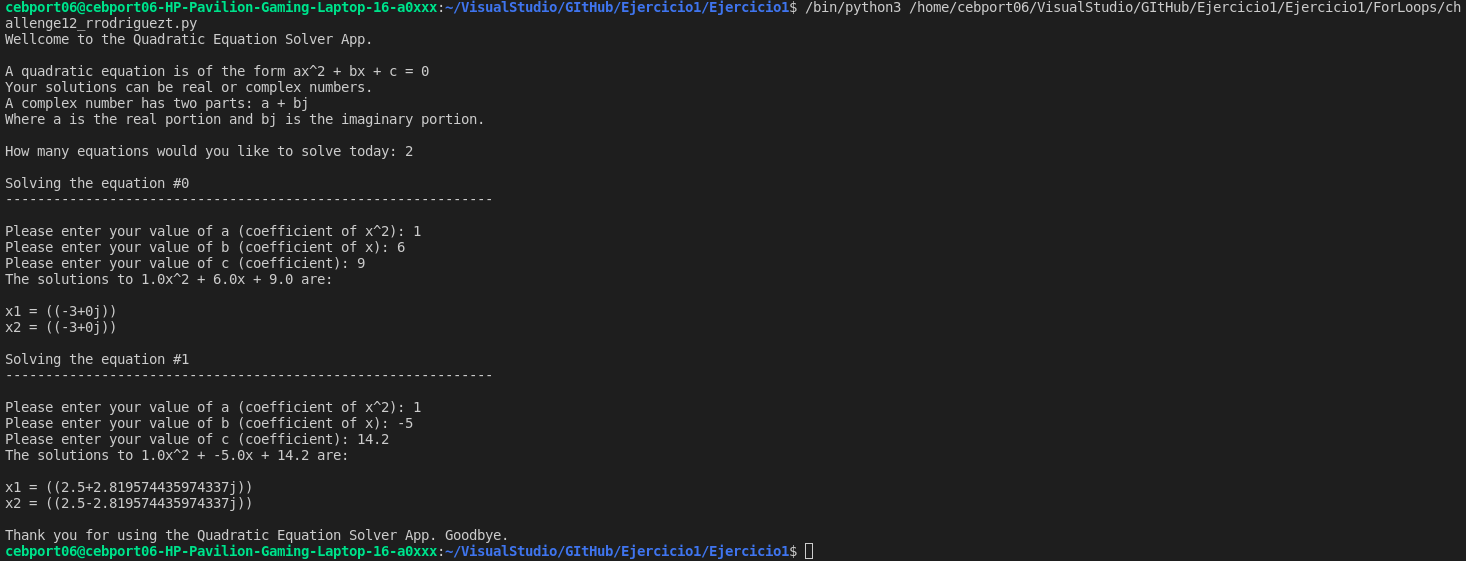 cebport06@cebport06-HP-Pavilion-Gaming-Laptop-16-a0xxx:~/VisualStudio/GItHub/Ejercicio1/Ejercicio1$ /bin/python3 /home/cebport06/VisualStudio/GItHub/Ejercicio1/Ejercicio1/ForLoops/ch
allenge12_rrodriguezt.py
Wellcome to the Quadratic Equation Solver App.
A quadratic equation is of the form ax^2 + bx + c = 0
Your solutions can be real or complex numbers.
A complex number has two parts: a + bj
Where a is the real portion and bj is the imaginary portion.
How many equations would you like to solve today: 2
Solving the equation #0
-------------------------------------------------------------
Please enter your value of a (coefficient of x^2): 1
Please enter your value of b (coefficient of x): 6
Please enter your value of c (coefficient): 9
The solutions to 1.0x^2 + 6.0x + 9.0 are:
x1 = ((-3+0j))
x2 = ((-3+0j))
Solving the equation #1
-------------------------------------------------------------
Please enter your value of a (coefficient of x^2): 1
Please enter your value of b (coefficient of x): -5
Please enter your value of c (coefficient): 14.2
The solutions to 1.0x^2 + -5.0x + 14.2 are:
x1 = ((2.5+2.819574435974337j))
x2 = ((2.5-2.819574435974337j))
Thank you for using the Quadratic Equation Solver App. Goodbye.
cebport06@cebport06-HP-Pavilion-Gaming-Laptop-16-a0xxx:~/VisualStudio/GItHub/Ejercicio1/Ejercicio1$